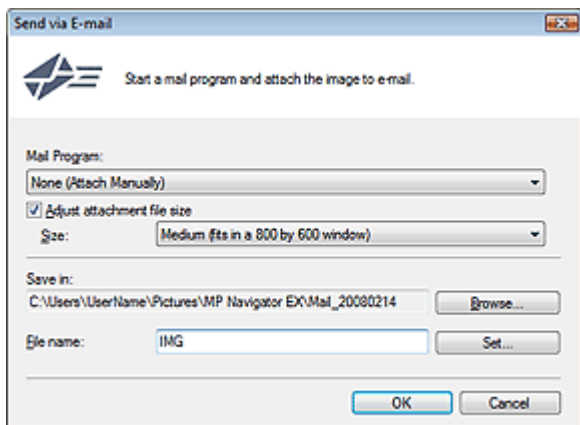 Send via E-mail
Start a mail program and attach the image to e-mail.
Mail Program:
None (Attach Manually)
Adjust attachment file size
Size: Medium (fits in a 800 by 600 window)
Save in:
C:\Users\UserName\Pictures\MP Navigator EX\Mail_20080214 Browse...
File name: IMG Set...
OK Cancel